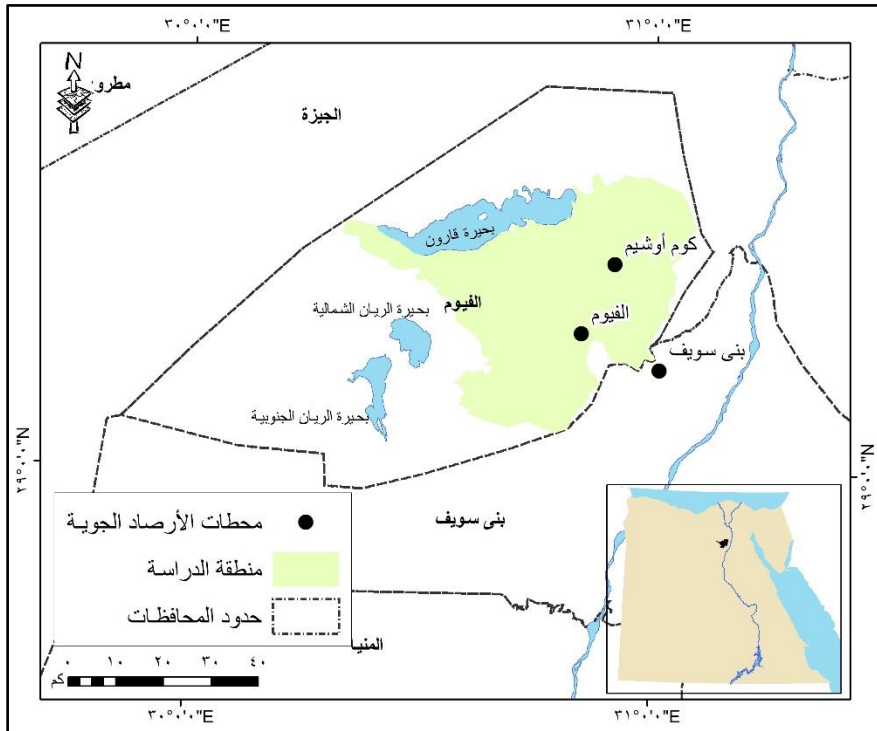 ٣٠°٠'٠"E
٣١°٠'٠"E
N
مطرو
الجيزة
بحيرة قارون
كوم أوشيم
الفيوم
بحيرة الريان الشمالية
الفيوم
بنى سويف
بحيرة الريان الجنوبية
٢٩°٠'٠"N
٢٩°٠'٠"N
بنى سويف
محطات الأرصاد الجوية
منطقة الدراسة
حدود المحافظات
المنيا
٠ ١٠ ٢٠ ٣٠ ٤٠
كم
٣٠°٠'٠"E
٣١°٠'٠"E